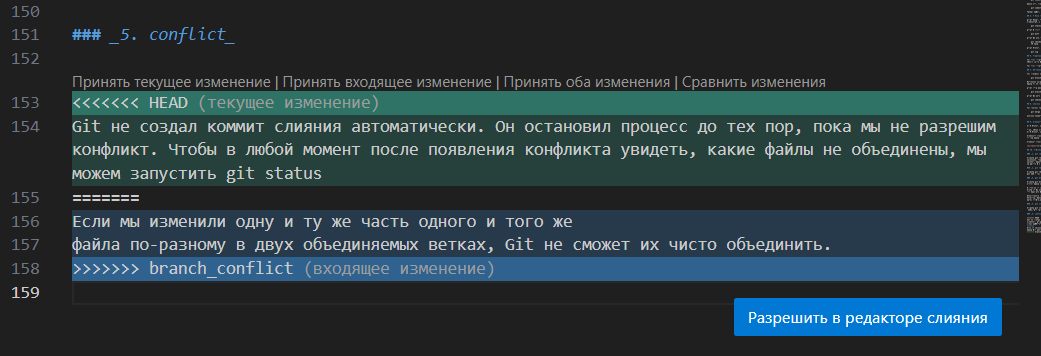 150
151 ### _5. conflict_
152
Принять текущее изменение | Принять входящее изменение | Принять оба изменения | Сравнить изменения
153 <<<<<<< HEAD (текущее изменение)
154 Git не создал коммит слияния автоматически. Он остановил процесс до тех пор, пока мы не разрешим
конфликт. Чтобы в любой момент после появления конфликта увидеть, какие файлы не объединены, мы
можем запустить git status
155 =======
156 Если мы изменили одну и ту же часть одного и того же
157 файла по-разному в двух объединяемых ветках, Git не сможет их чисто объединить.
158 >>>>>>> branch_conflict (входящее изменение)
159
Разрешить в редакторе слияния